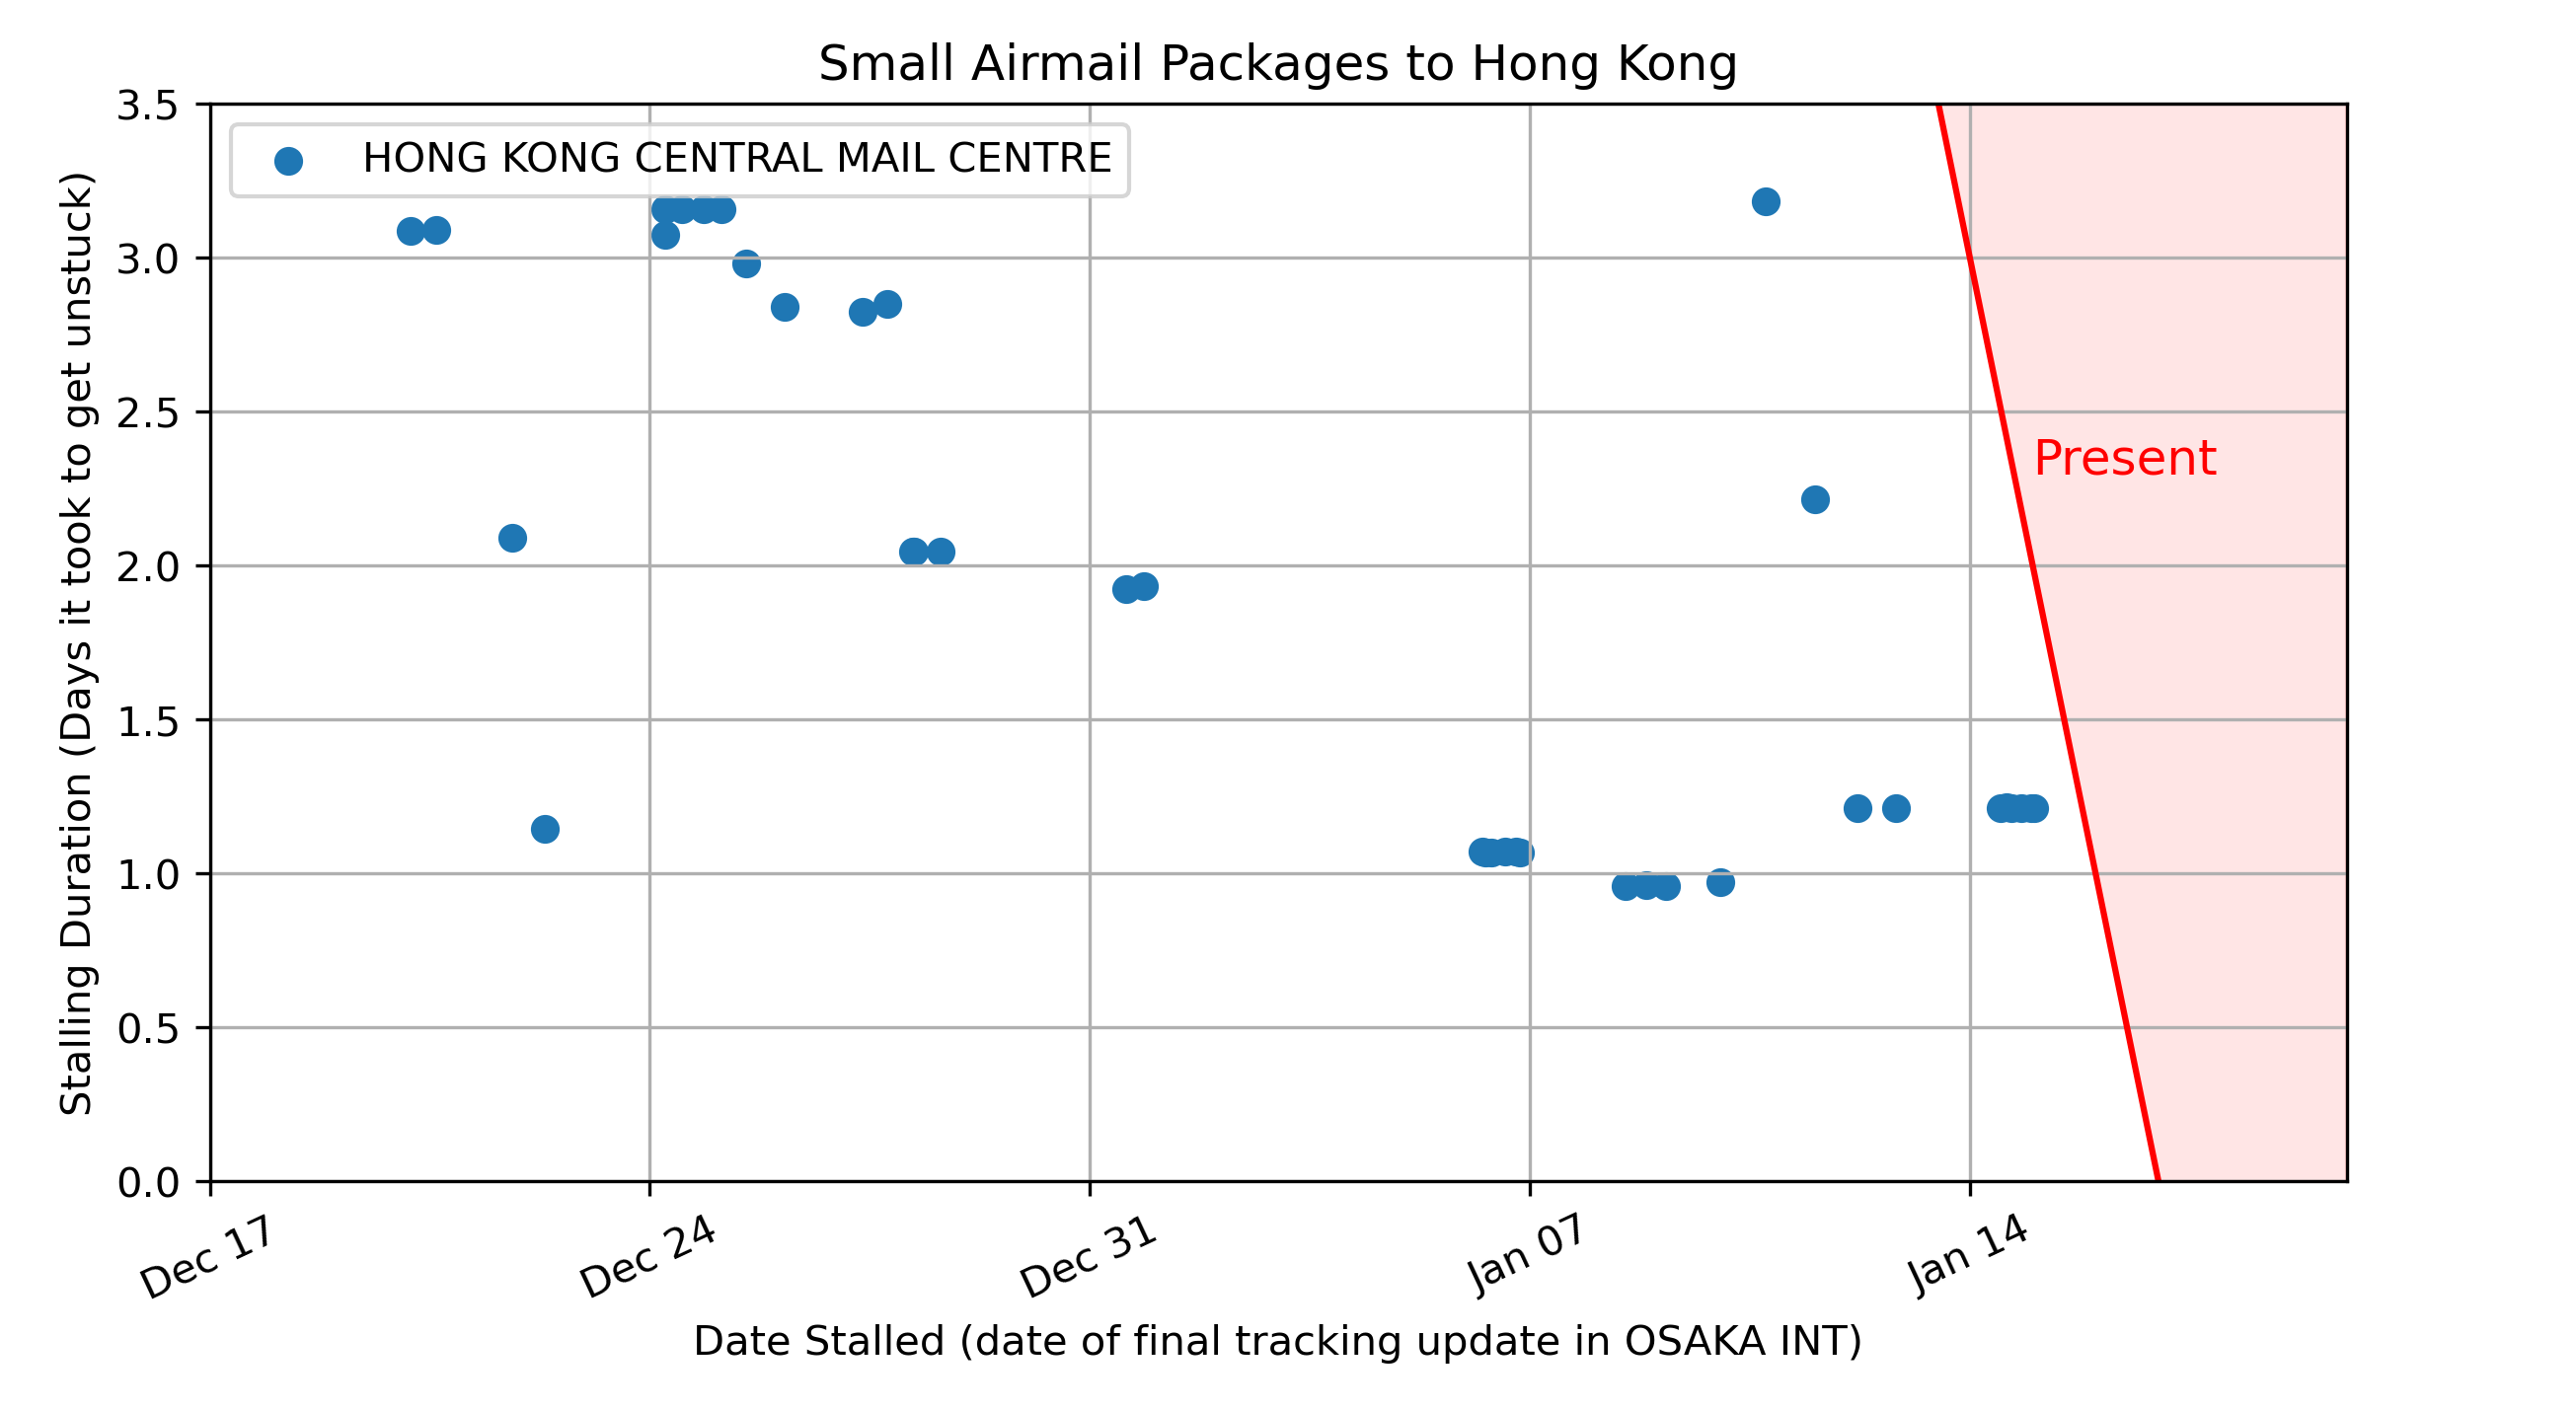 Small Airmail Packages to Hong Kong
HONG KONG CENTRAL MAIL CENTRE
Stalling Duration (Days it took to get unstuck)
3.5
3.0
2.5
2.0
1.5
1.0
0.5
0.0
Present
Dec 17
Dec 24
Dec 31
Jan 07
Jan 14
Date Stalled (date of final tracking update in OSAKA INT)